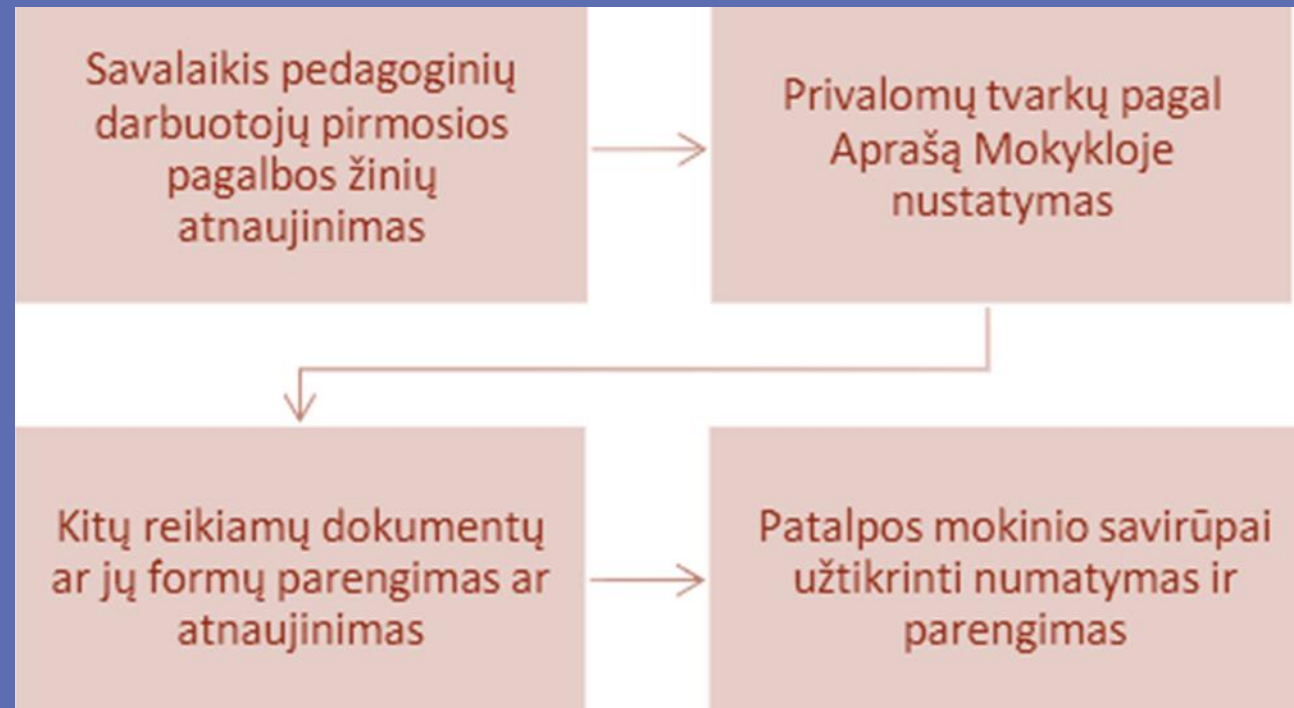 Savalaikis pedagoginių
darbuotojų pirmosios
pagalbos žinių
atnaujinimas
Privalomų tvarkų pagal
Aprašą Mokykloje
nustatymas
Kitų reikiamų dokumentų
ar jų formų parengimas ar
atnaujinimas
Patalpos mokinio savirūpai
užtikrinti numatymas ir
parengimas